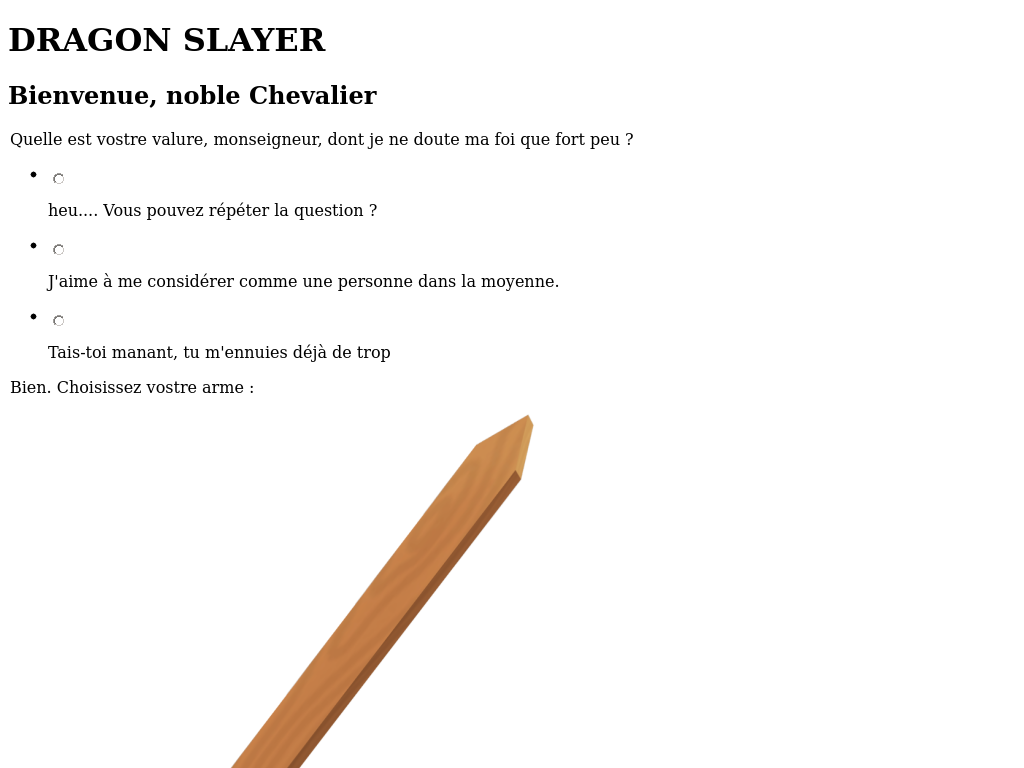 DRAGON SLAYER
Bienvenue, noble Chevalier
Quelle est vostre valure, monseigneur, dont je ne doute ma foi que fort peu ?
heu.... Vous pouvez répéter la question ?
J'aime à me considérer comme une personne dans la moyenne.
Tais-toi manant, tu m'ennuies déjà de trop
Bien. Choisissez vostre arme :